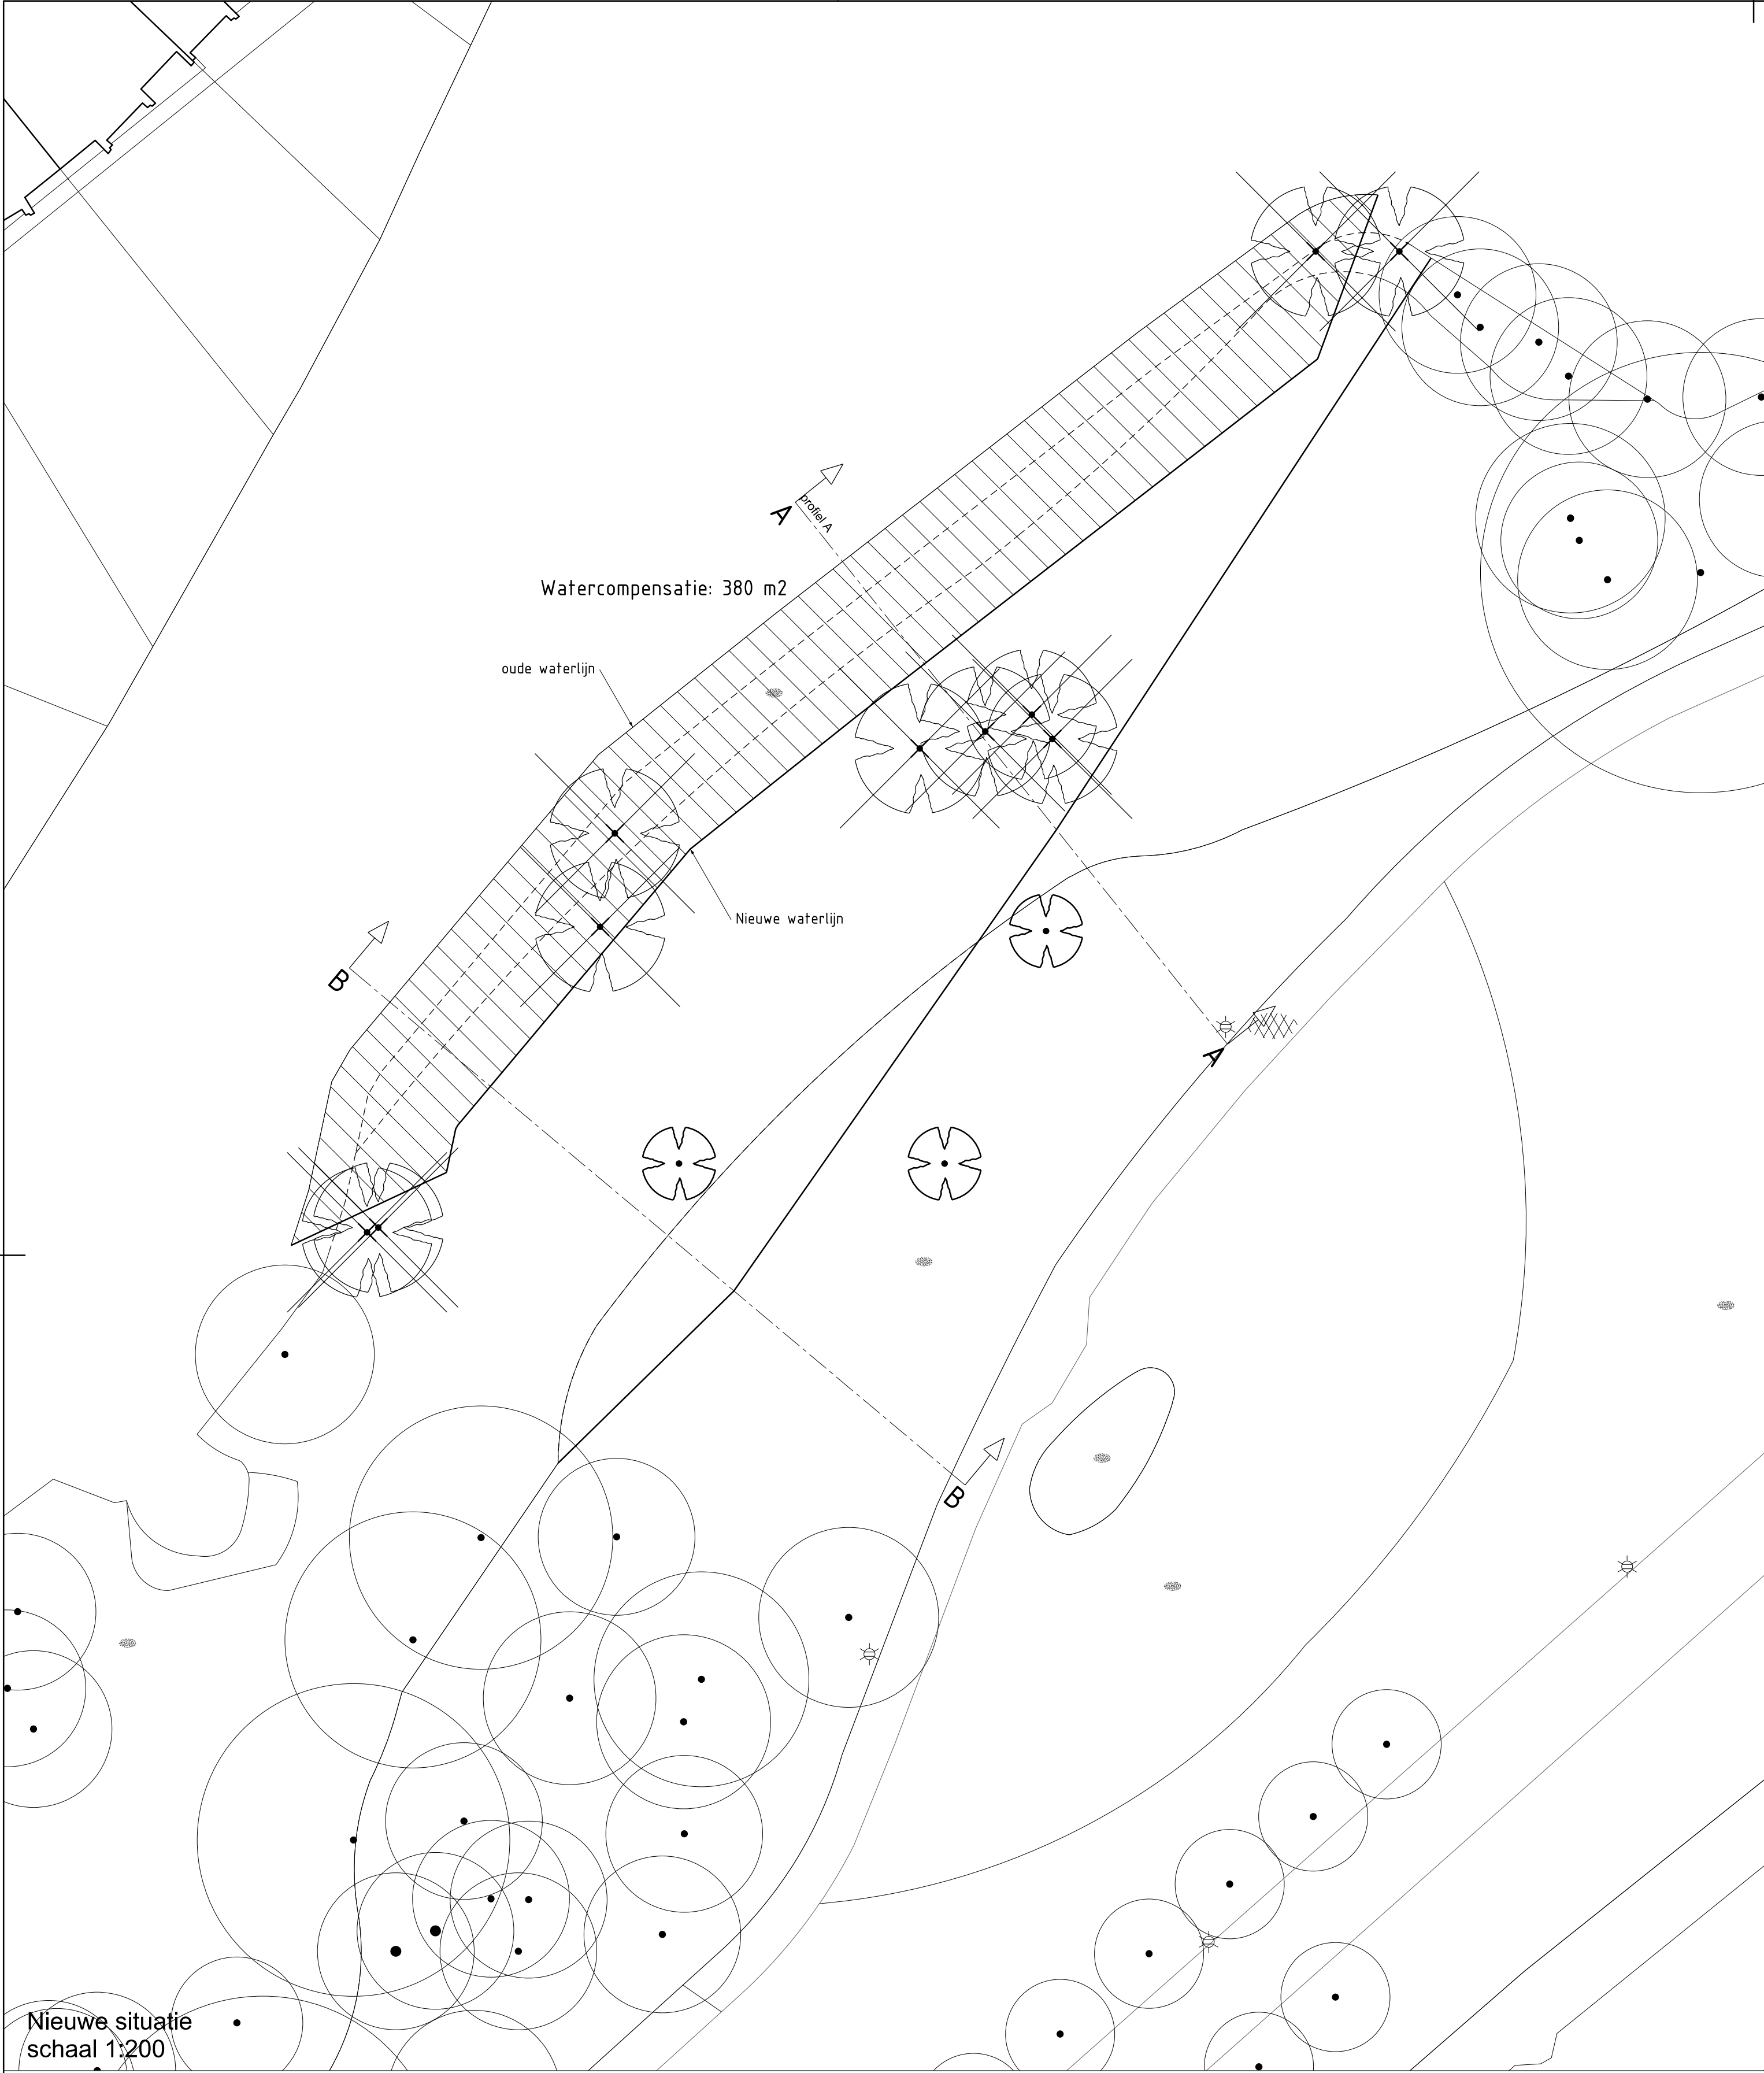 A
profiel A
Watercompensatie: 380 m2
oude waterlijn
Nieuwe waterlijn
B
A
B
Nieuwe situatie
schaal 1:200